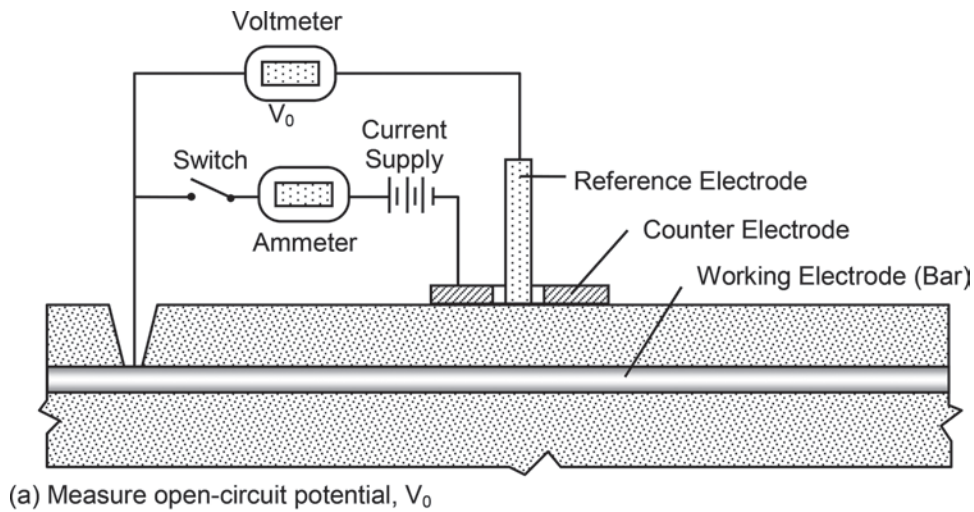 Voltmeter
V₀
Current
Supply
Switch
Ammeter
Reference Electrode
Counter Electrode
Working Electrode (Bar)
(a) Measure open-circuit potential, V₀